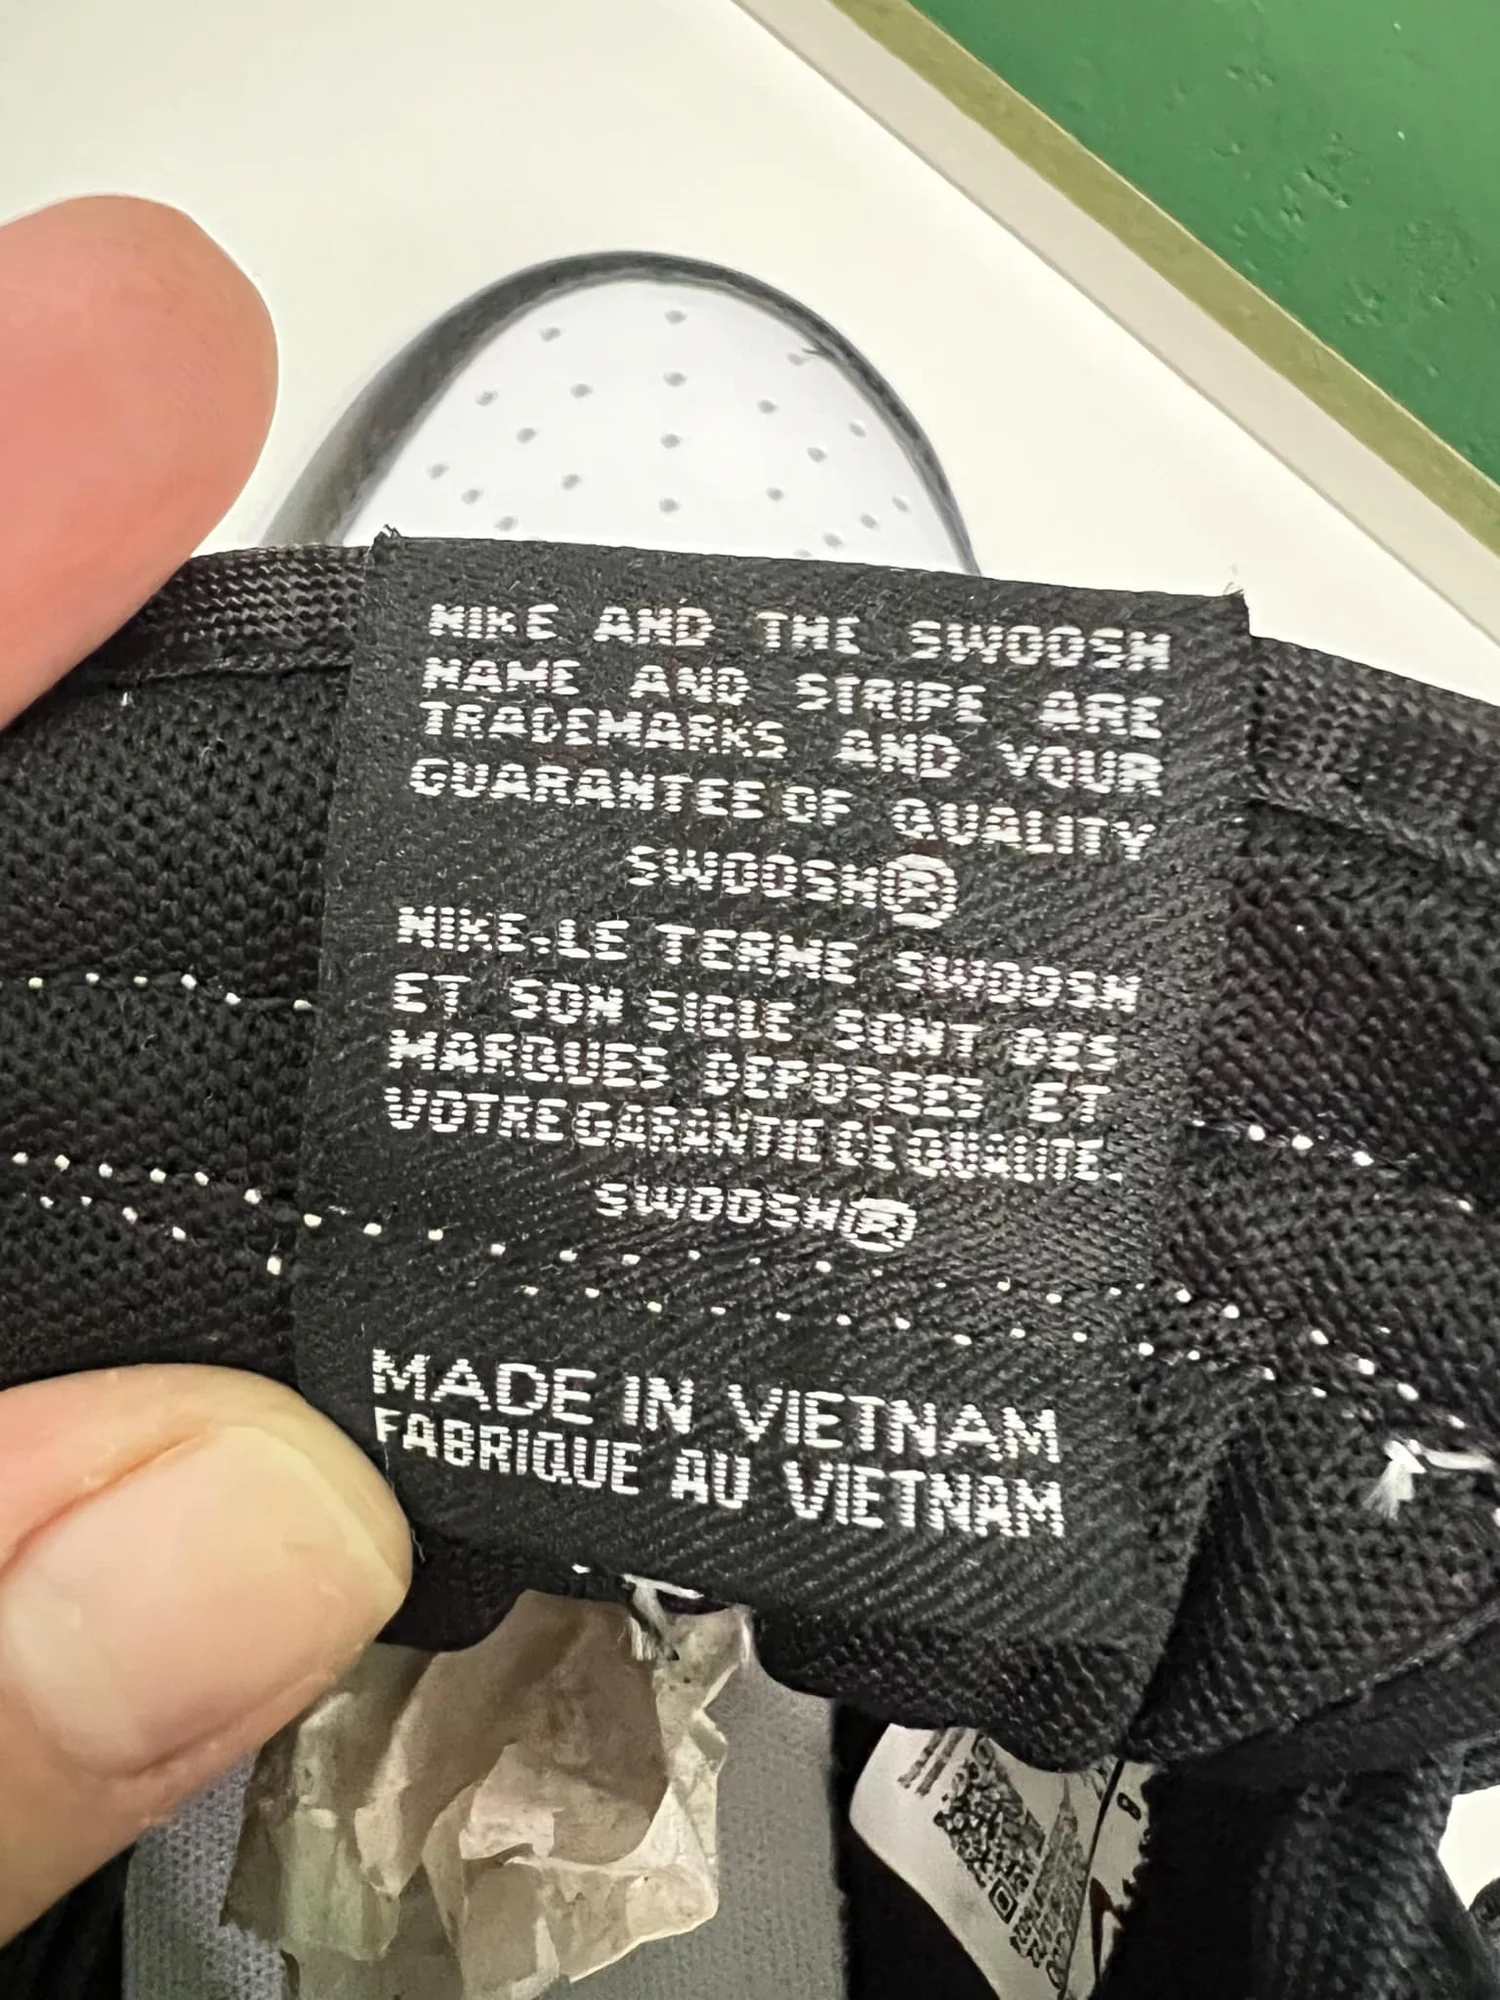 NIKE AND THE SWOOSH
NAME AND STRIPE ARE
TRADEMARKS AND YOUR
GUARANTEE OF QUALITY
SWOOSH®
NIKE.LE TERME SWOOSH
ET SON SIGLE SONT DES
MARQUES DEPOSEES ET
VOTRE GARANTIE DE QUALITE.
SWOOSH®
MADE IN VIETNAM
FABRIQUE AU VIETNAM
8